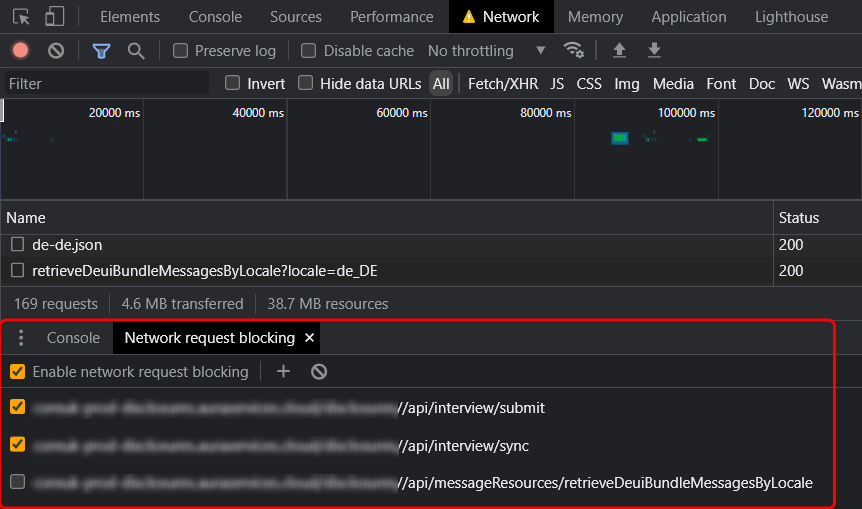 Elements Console Sources Performance Network Memory Application Lighthouse
Preserve log Disable cache No throttling
Filter Invert Hide data URLs All Fetch/XHR JS CSS Img Media Font Doc WS Wasm
20000 ms 40000 ms 60000 ms 80000 ms 100000 ms 120000 ms
Name Status
de-de.json 200
retrieveDeuiBundleMessagesByLocale?locale=de_DE 200
169 requests 4.6 MB transferred 38.7 MB resources
Console Network request blocking ×
Enable network request blocking
//api/interview/submit
//api/interview/sync
//api/messageResources/retrieveDeuiBundleMessagesByLocale